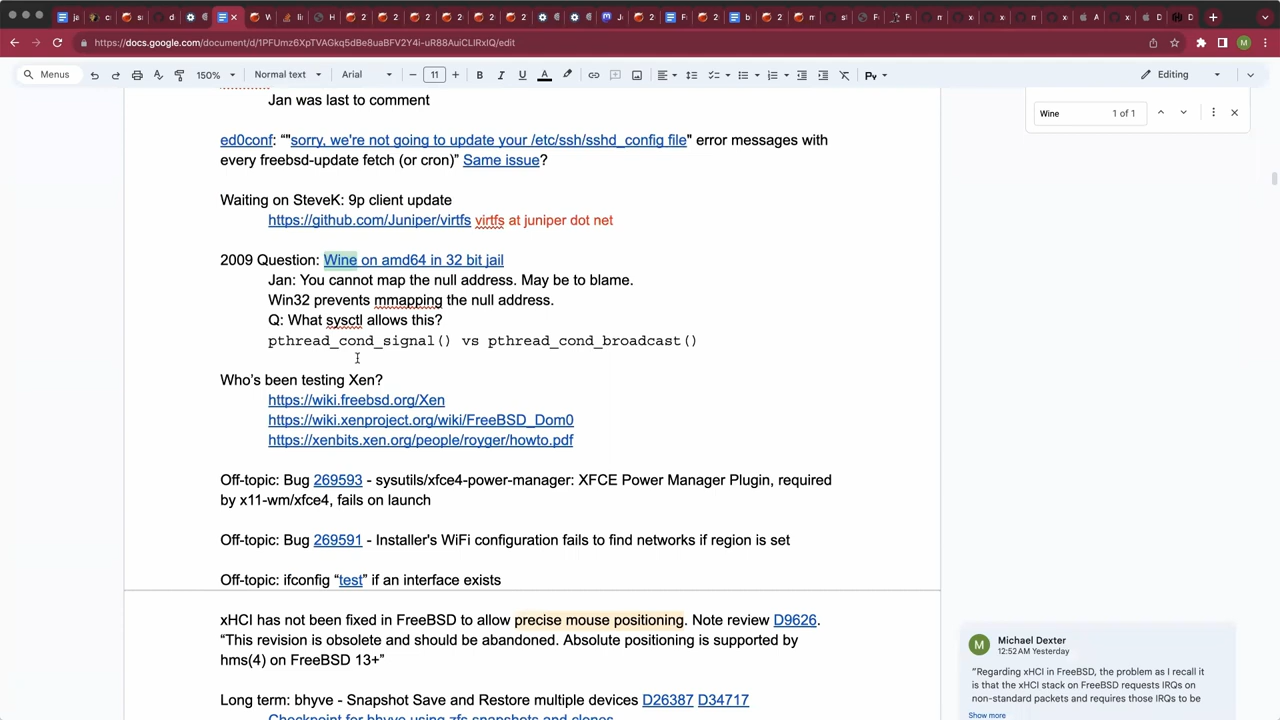 https://docs.google.com/document/d/1PFUmz6XpTVAGkq5dBe8uaBFV2Y4i-uR88AuiCLIRxIQ/edit
Menus
150%
Normal text
Arial
11
Editing
Wine
1 of 1
Jan was last to comment
ed0conf: “"sorry, we're not going to update your /etc/ssh/sshd_config file" error messages with
every freebsd-update fetch (or cron)” Same issue?
Waiting on SteveK: 9p client update
https://github.com/Juniper/virtfs virtfs at juniper dot net
2009 Question: Wine on amd64 in 32 bit jail
Jan: You cannot map the null address. May be to blame.
Win32 prevents mmapping the null address.
Q: What sysctl allows this?
pthread_cond_signal() vs pthread_cond_broadcast()
Who’s been testing Xen?
https://wiki.freebsd.org/Xen
https://wiki.xenproject.org/wiki/FreeBSD_Dom0
https://xenbits.xen.org/people/royger/howto.pdf
Off-topic: Bug 269593 - sysutils/xfce4-power-manager: XFCE Power Manager Plugin, required
by x11-wm/xfce4, fails on launch
Off-topic: Bug 269591 - Installer's WiFi configuration fails to find networks if region is set
Off-topic: ifconfig “test” if an interface exists
xHCI has not been fixed in FreeBSD to allow precise mouse positioning. Note review D9626.
“This revision is obsolete and should be abandoned. Absolute positioning is supported by
hms(4) on FreeBSD 13+”
Long term: bhyve - Snapshot Save and Restore multiple devices D26387 D34717
Checkpoint for bhyve using zfs snapshots and clones
M
Michael Dexter
12:52 AM Yesterday
"Regarding xHCI in FreeBSD, the problem as I recall it
is that the xHCI stack on FreeBSD requests IRQs on
non-standard packets and requires those IRQs to be
Show more